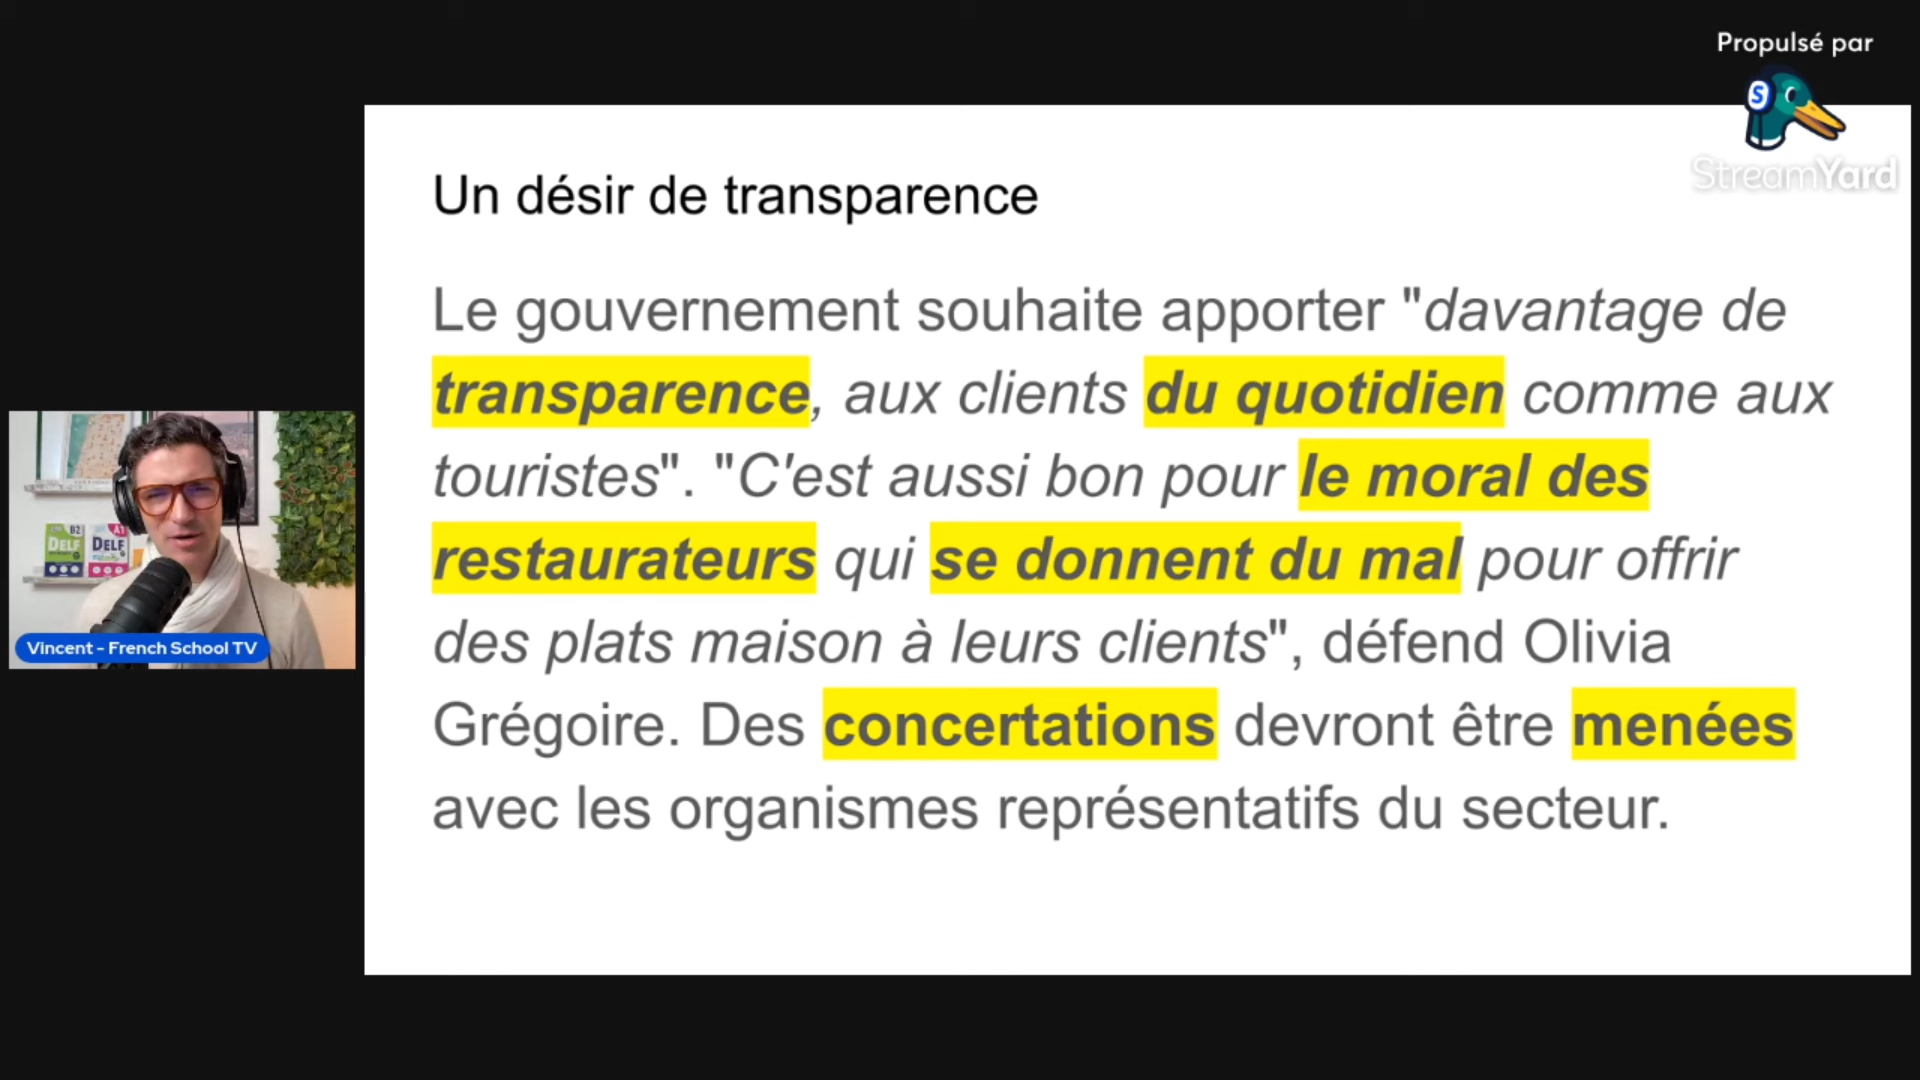 Propulsé par
StreamYard
Un désir de transparence
Le gouvernement souhaite apporter "davantage de
transparence, aux clients du quotidien comme aux
touristes". "C'est aussi bon pour le moral des
restaurateurs qui se donnent du mal pour offrir
des plats maison à leurs clients", défend Olivia
Grégoire. Des concertations devront être menées
avec les organismes représentatifs du secteur.
B2
DELF
A1
DELF
Vincent - French School TV